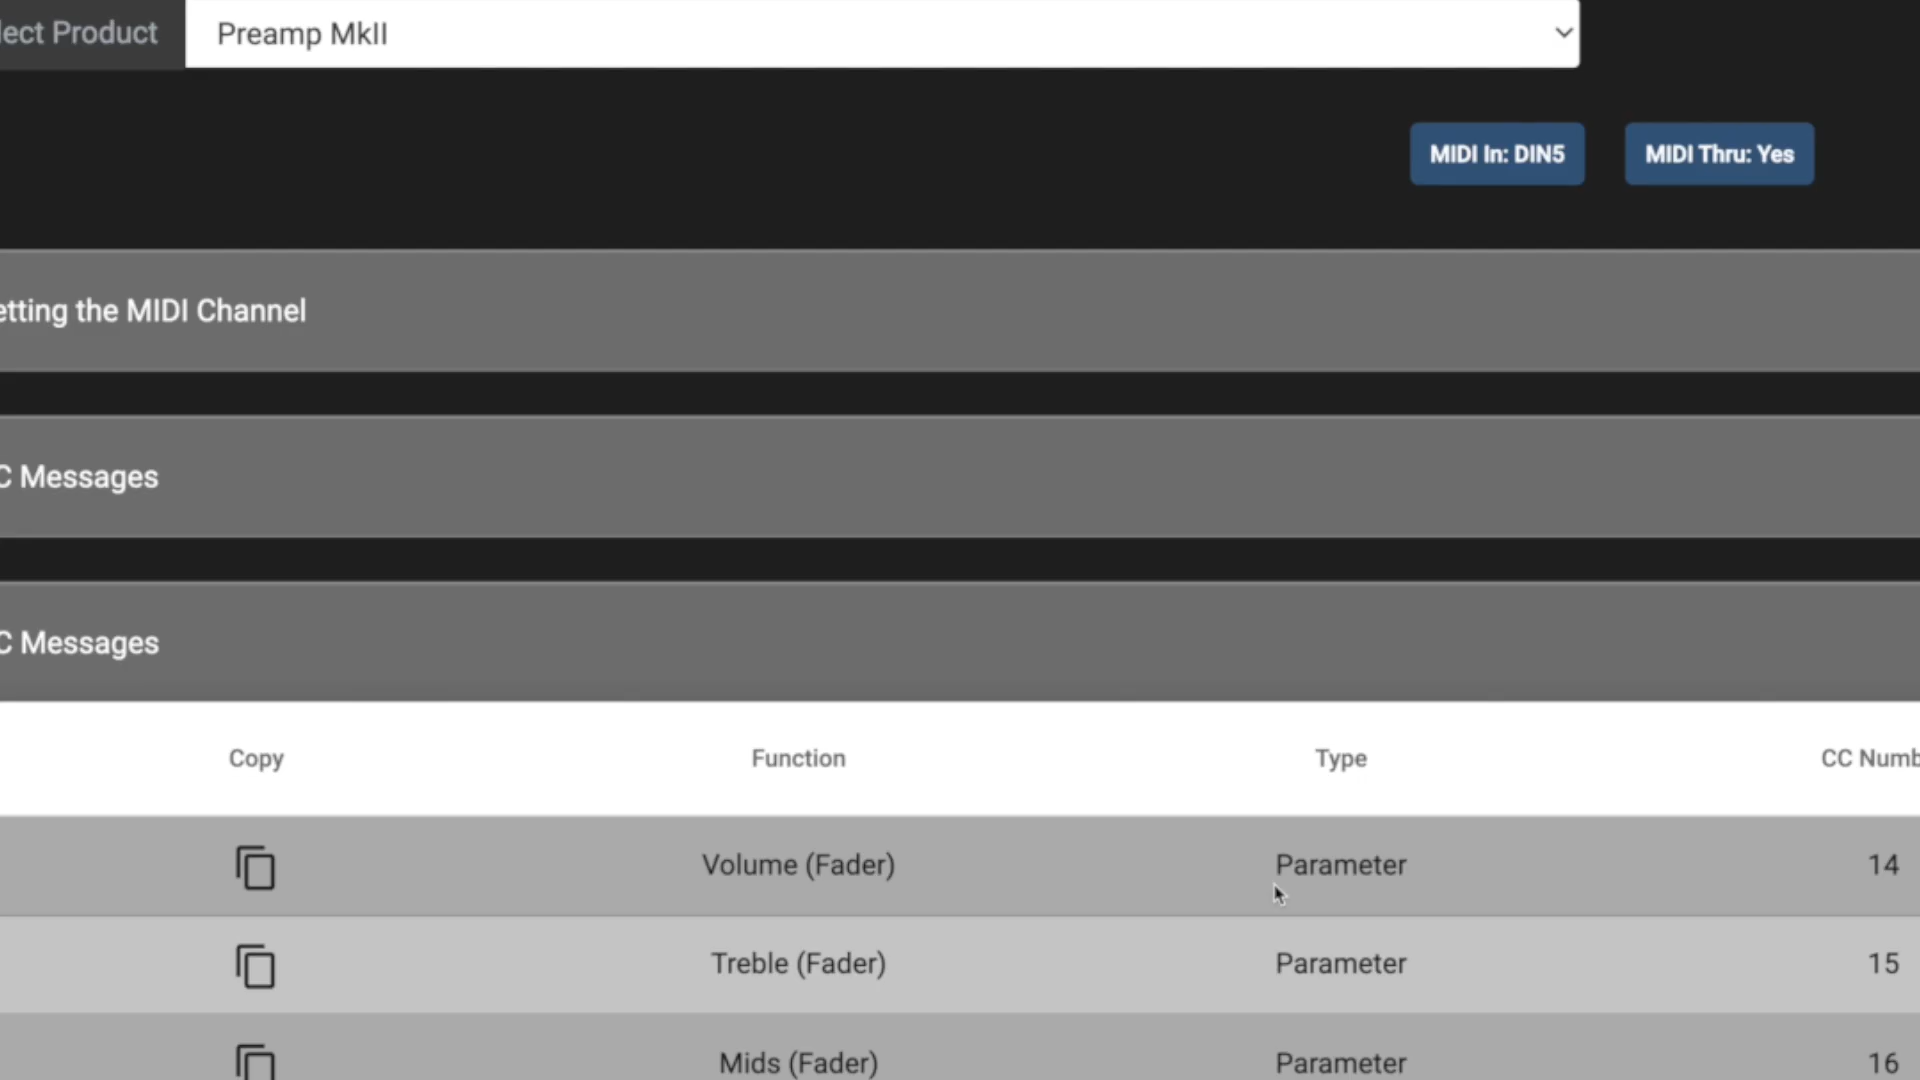 lect Product
Preamp MkII
MIDI In: DIN5
MIDI Thru: Yes
etting the MIDI Channel
C Messages
C Messages
Copy Function Type CC Numb
Volume (Fader) Parameter 14
Treble (Fader) Parameter 15
Mids (Fader) Parameter 16